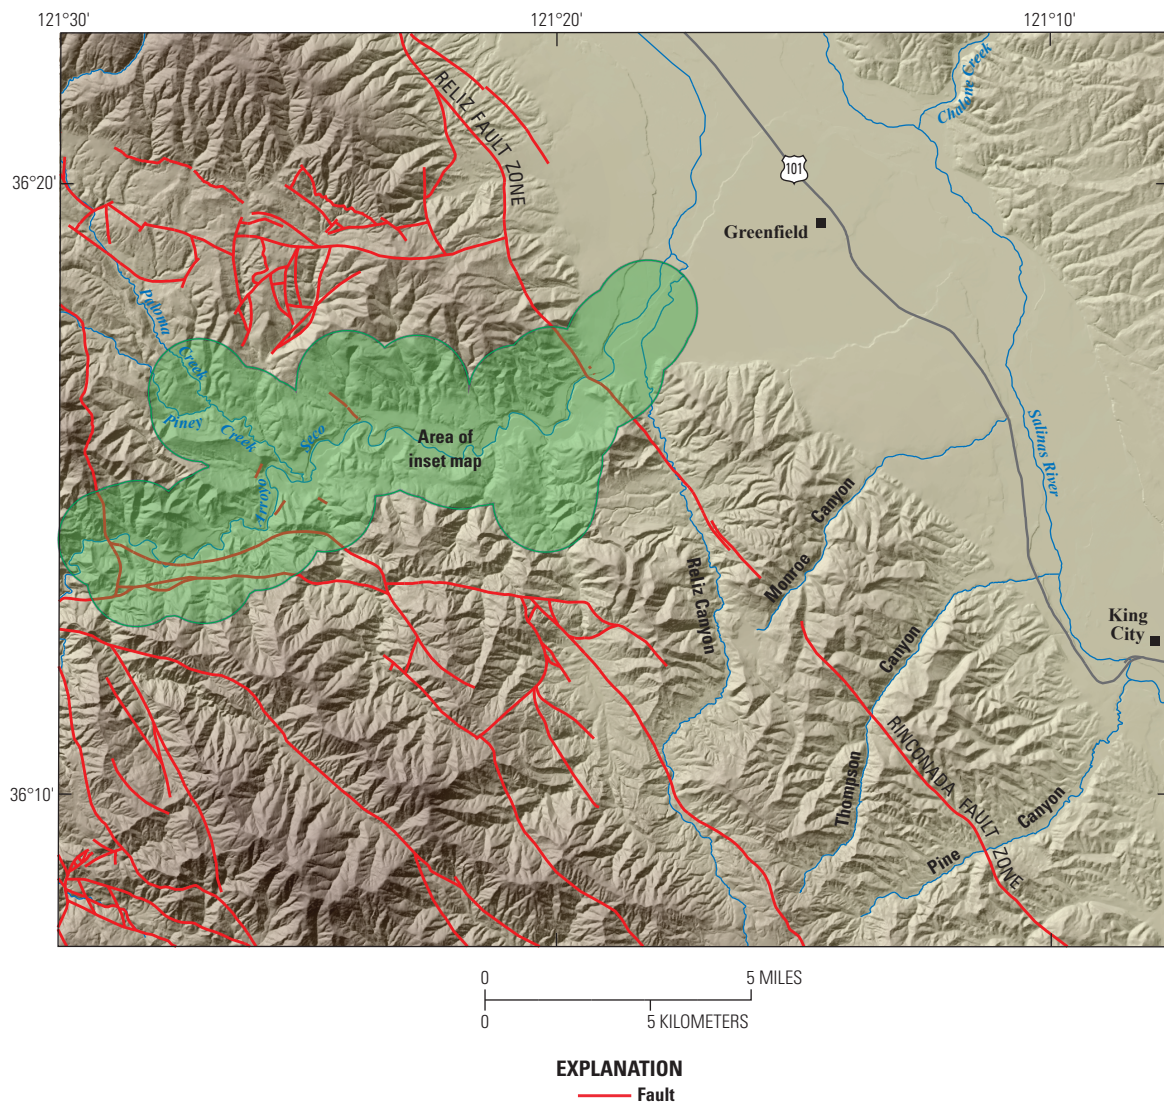 121°30'
121°20'
121°10'
36°20'
36°10'
RELIZ FAULT ZONE
Chalone Creek
101
Greenfield
Paloma
Creek
Piney
Creek
Arroyo
Seco
Area of
inset map
Salinas River
Monroe
Canyon
Reliz Canyon
King
City
Thompson
Canyon
RINCONADA FAULT ZONE
Pine
Canyon
0
5 MILES
0
5 KILOMETERS
EXPLANATION
Fault